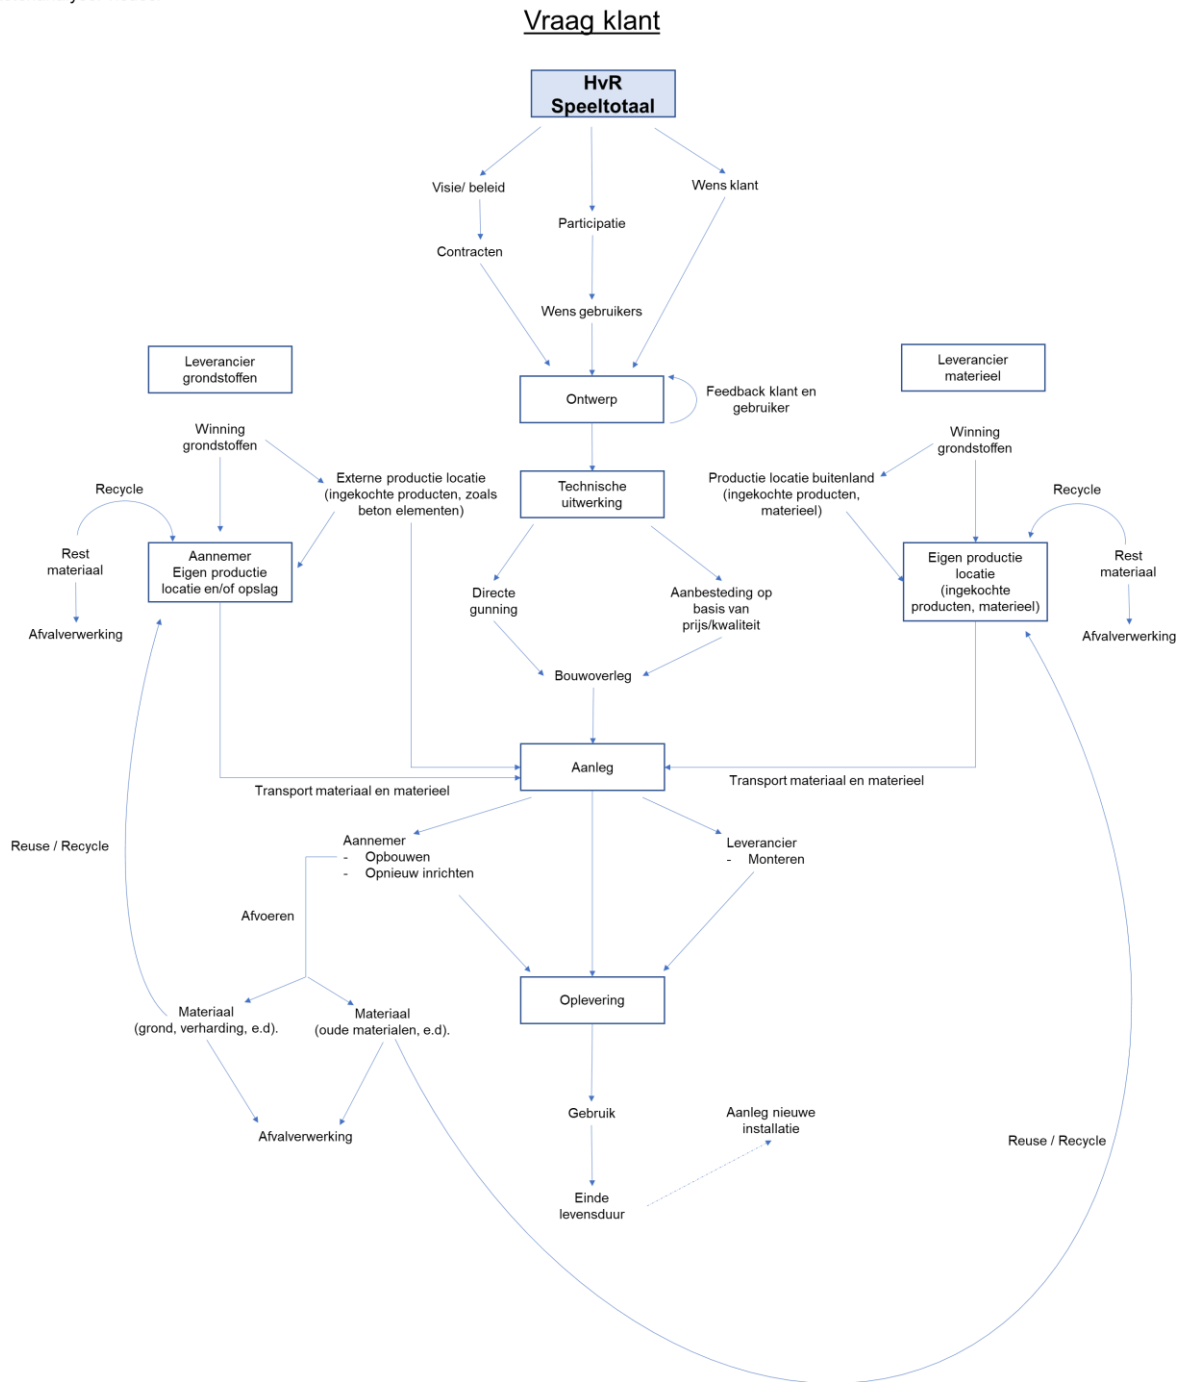 Vraag klant
HvR
Speeltotaal
Visie/ beleid
Wens klant
Participatie
Contracten
Wens gebruikers
Leverancier
grondstoffen
Leverancier
materieel
Ontwerp
Feedback klant en
gebruiker
Winning
grondstoffen
Winning
grondstoffen
Externe productie locatie
(ingekochte producten, zoals
beton elementen)
Technische
uitwerking
Productie locatie buitenland
(ingekochte producten,
materieel)
Recycle
Recycle
Rest
materiaal
Aannemer
Eigen productie
locatie en/of opslag
Eigen productie
locatie
(ingekochte
producten, materieel)
Rest
materiaal
Directe
gunning
Aanbesteding op
basis van
prijs/kwaliteit
Afvalverwerking
Afvalverwerking
Bouwoverleg
Aanleg
Transport materiaal en materieel
Transport materiaal en materieel
Reuse / Recycle
Aannemer
- Opbouwen
- Opnieuw inrichten
Leverancier
- Monteren
Afvoeren
Oplevering
Materiaal
(grond, verharding, e.d).
Materiaal
(oude materialen, e.d).
Gebruik
Aanleg nieuwe
installatie
Afvalverwerking
Reuse / Recycle
Einde
levensduur